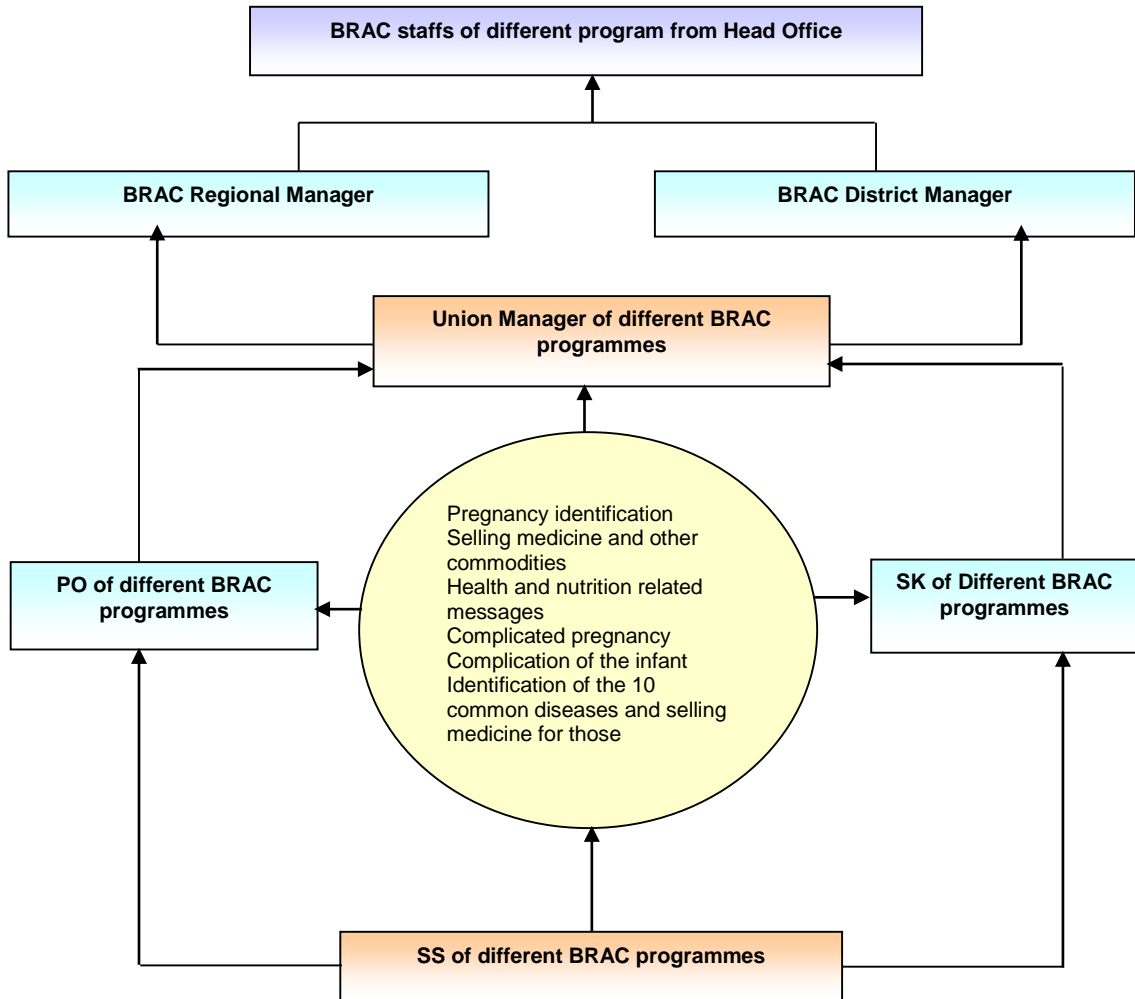 BRAC staffs of different program from Head Office
BRAC Regional Manager
BRAC District Manager
Union Manager of different BRAC
programmes
Pregnancy identification
Selling medicine and other
commodities
Health and nutrition related
messages
Complicated pregnancy
Complication of the infant
Identification of the 10
common diseases and selling
medicine for those
PO of different BRAC
programmes
SK of Different BRAC
programmes
SS of different BRAC programmes